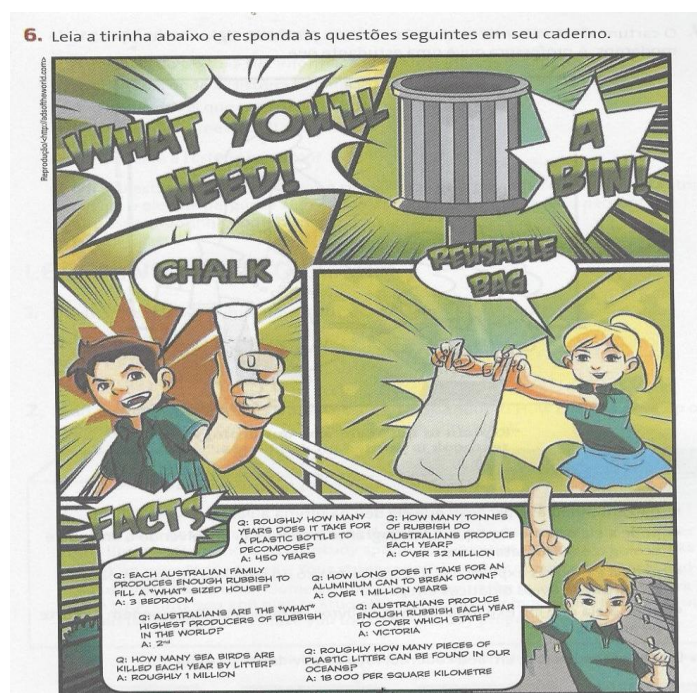 6. Leia a tirinha abaixo e responda às questões seguintes em seu caderno.
Reprodução/<http://adsoftheworld.com>
WHAT YOU'LL
NEED!
A
BIN!
CHALK
REUSABLE
BAG
FACTS
Q: ROUGHLY HOW MANY
YEARS DOES IT TAKE FOR
A PLASTIC BOTTLE TO
DECOMPOSE?
A: 450 YEARS
Q: HOW MANY TONNES
OF RUBBISH DO
AUSTRALIANS PRODUCE
EACH YEAR?
A: OVER 32 MILLION
Q: EACH AUSTRALIAN FAMILY
PRODUCES ENOUGH RUBBISH TO
FILL A "WHAT" SIZED HOUSE?
A: 3 BEDROOM
Q: HOW LONG DOES IT TAKE FOR AN
ALUMINIUM CAN TO BREAK DOWN?
A: OVER 1 MILLION YEARS
Q: AUSTRALIANS ARE THE "WHAT"
HIGHEST PRODUCERS OF RUBBISH
IN THE WORLD?
A: 2nd
Q: AUSTRALIANS PRODUCE
ENOUGH RUBBISH EACH YEAR
TO COVER WHICH STATE?
A: VICTORIA
Q: HOW MANY SEA BIRDS ARE
KILLED EACH YEAR BY LITTER?
A: ROUGHLY 1 MILLION
Q: ROUGHLY HOW MANY PIECES OF
PLASTIC LITTER CAN BE FOUND IN OUR
OCEANS?
A: 18 000 PER SQUARE KILOMETRE